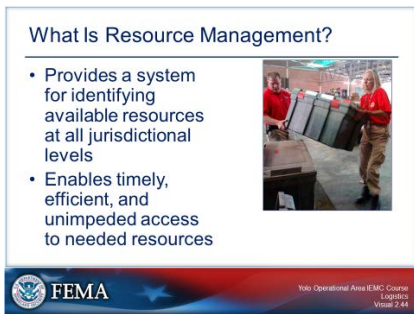 What Is Resource Management?
• Provides a system
for identifying
available resources
at all jurisdictional
levels
• Enables timely,
efficient, and
unimpeded access
to needed resources
FEMA
Yolo Operational Area IEMC Course
Logistics
Visual 2.44